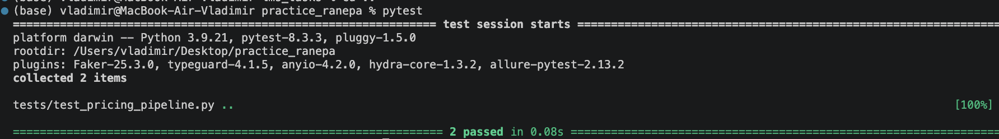 (base) vladimir@MacBook-Air-Vladimir practice_ranepa % pytest
============================== test session starts ==============================
platform darwin -- Python 3.9.21, pytest-8.3.3, pluggy-1.5.0
rootdir: /Users/vladimir/Desktop/practice_ranepa
plugins: Faker-25.3.0, typeguard-4.1.5, anyio-4.2.0, hydra-core-1.3.2, allure-pytest-2.13.2
collected 2 items
tests/test_pricing_pipeline.py .. [100%]
============================== 2 passed in 0.08s ==============================